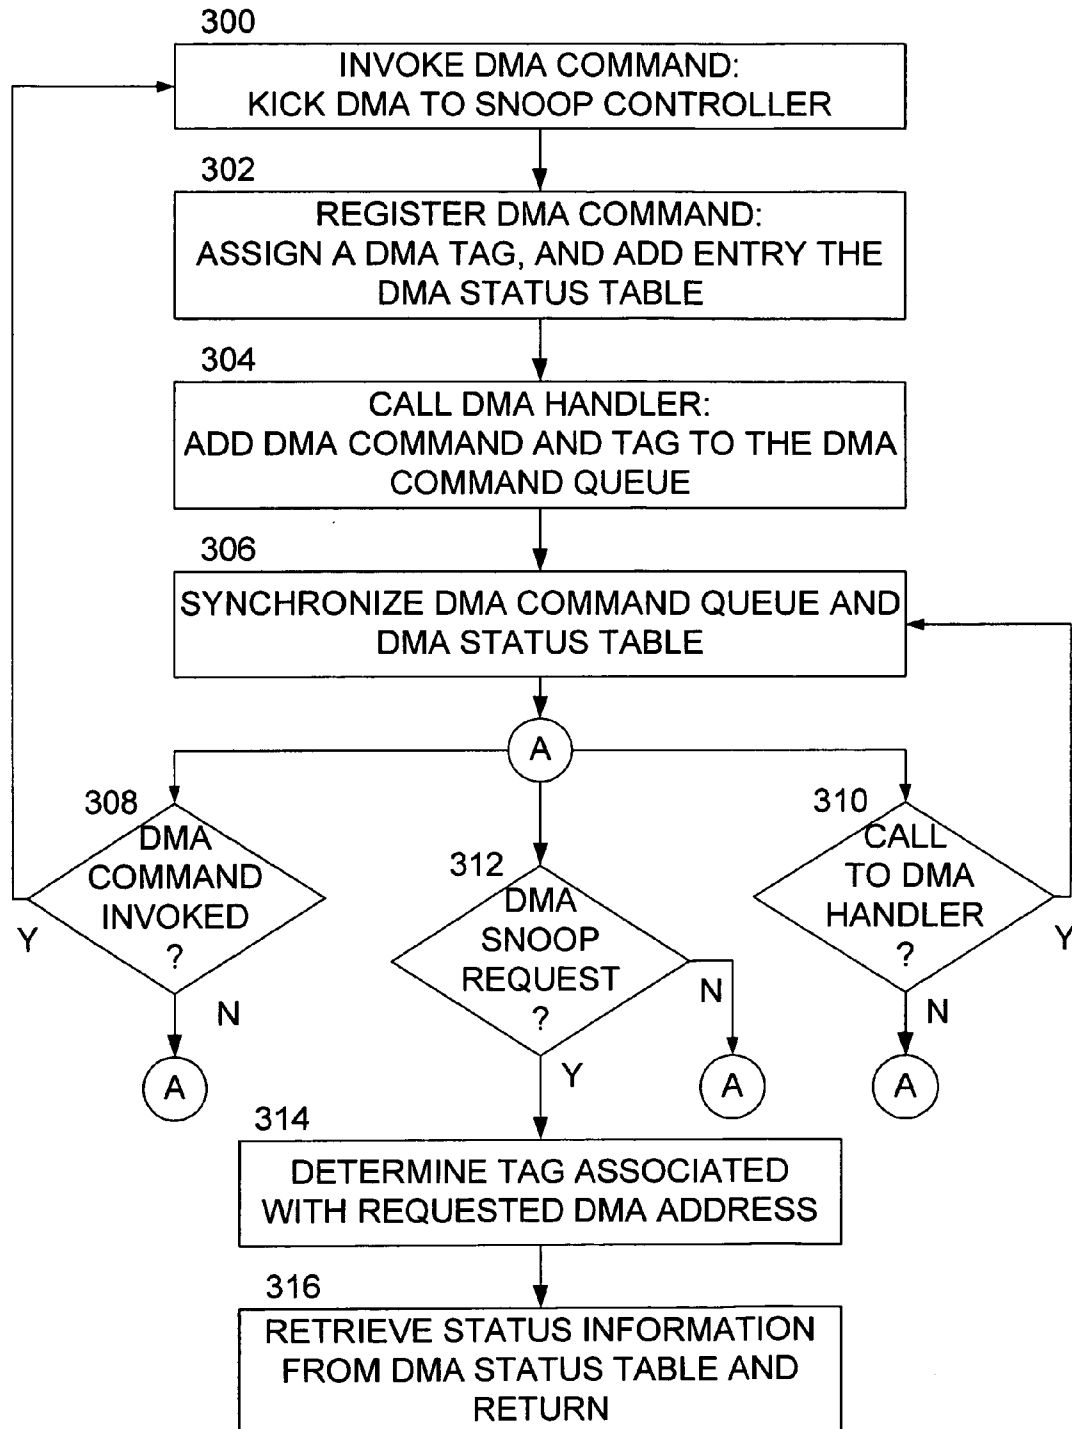 300
INVOKE DMA COMMAND:
KICK DMA TO SNOOP CONTROLLER
302
REGISTER DMA COMMAND:
ASSIGN A DMA TAG, AND ADD ENTRY THE
DMA STATUS TABLE
304
CALL DMA HANDLER:
ADD DMA COMMAND AND TAG TO THE DMA
COMMAND QUEUE
306
SYNCHRONIZE DMA COMMAND QUEUE AND
DMA STATUS TABLE
A
308
DMA
COMMAND
INVOKED
?
Y
N
A
312
DMA
SNOOP
REQUEST
?
N
A
Y
310
CALL
TO DMA
HANDLER
?
Y
N
A
314
DETERMINE TAG ASSOCIATED
WITH REQUESTED DMA ADDRESS
316
RETRIEVE STATUS INFORMATION
FROM DMA STATUS TABLE AND
RETURN